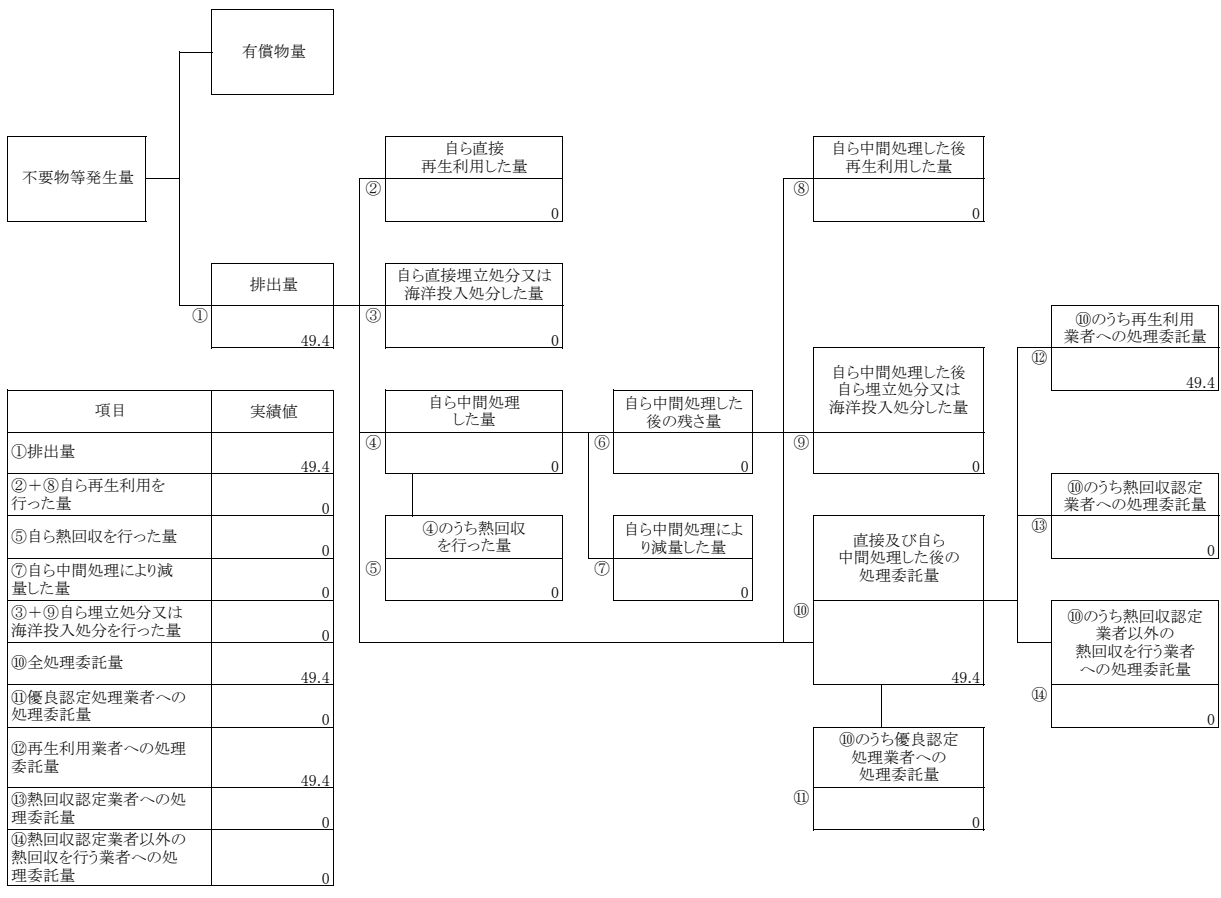 有償物量
不要物等発生量
自ら直接
再生利用した量
②
0
自ら中間処理した後
再生利用した量
⑧
0
排出量
①
49.4
自ら直接埋立処分又は
海洋投入処分した量
③
0
⑩のうち再生利用
業者への処理委託量
⑫
49.4
自ら中間処理
した量
④
0
自ら中間処理した
後の残さ量
⑥
0
自ら中間処理した後
自ら埋立処分又は
海洋投入処分した量
⑨
0
⑩のうち熱回収認定
業者への処理委託量
⑬
0
④のうち熱回収
を行った量
⑤
0
自ら中間処理によ
り減量した量
⑦
0
直接及び自ら
中間処理した後の
処理委託量
⑩
49.4
⑩のうち熱回収認定
業者以外の
熱回収を行う業者
への処理委託量
⑭
0
⑩のうち優良認定
処理業者への
処理委託量
⑪
0
項目 実績値
①排出量
49.4
②＋⑧自ら再生利用を
行った量
0
⑤自ら熱回収を行った量
0
⑦自ら中間処理により減
量した量
0
③＋⑨自ら埋立処分又は
海洋投入処分を行った量
0
⑩全処理委託量
49.4
⑪優良認定処理業者への
処理委託量
0
⑫再生利用業者への処理
委託量
49.4
⑬熱回収認定業者への処
理委託量
0
⑭熱回収認定業者以外の
熱回収を行う業者への処
理委託量
0